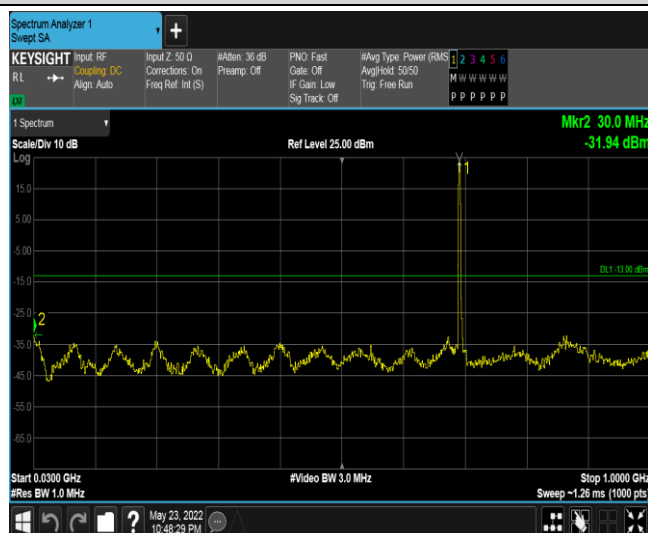 Spectrum Analyzer 1
Swept SA
+
KEYSIGHT Input: RF Input Z: 50 Ω #Atten: 36 dB PNO: Fast #Avg Type: Power (RMS 1 2 3 4 5 6
RL Coupling: DC Corrections: On Preamp: Off Gate: Off Avg|Hold: 50/50 M W W W W W
Align: Auto Freq Ref: Int (S) IF Gain: Low Trig: Free Run
Sig Track: Off P P P P P P
LXI
1 Spectrum Mkr2 30.0 MHz
Scale/Div 10 dB Ref Level 25.00 dBm -31.94 dBm
Log
1
15.0
5.00
-5.00
DL1 -13.00 dBm
-15.0
-25.0
2
-35.0
-45.0
-55.0
-65.0
Start 0.0300 GHz #Video BW 3.0 MHz Stop 1.0000 GHz
#Res BW 1.0 MHz Sweep ~1.26 ms (1000 pts)
? May 23, 2022
10:48:29 PM